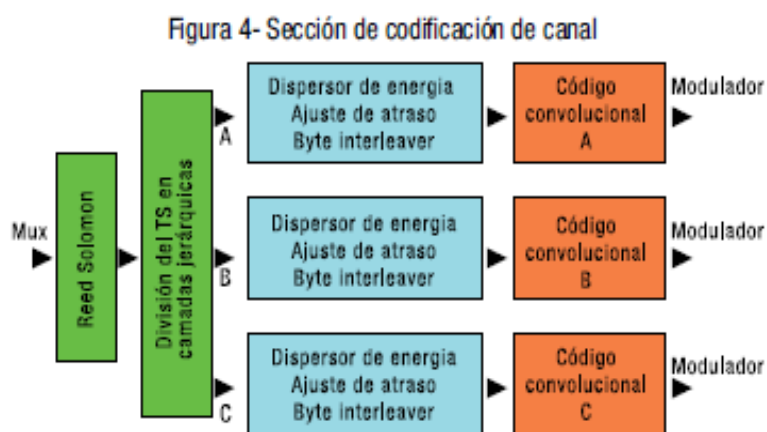 Figura 4- Sección de codificación de canal
Mux
Reed Solomon
División del TS en
camadas jerárquicas
A
Dispersor de energia
Ajuste de atraso
Byte interleaver
Código
convolucional
A
Modulador
B
Dispersor de energia
Ajuste de atraso
Byte interleaver
Código
convolucional
B
Modulador
C
Dispersor de energia
Ajuste de atraso
Byte interleaver
Código
convolucional
C
Modulador